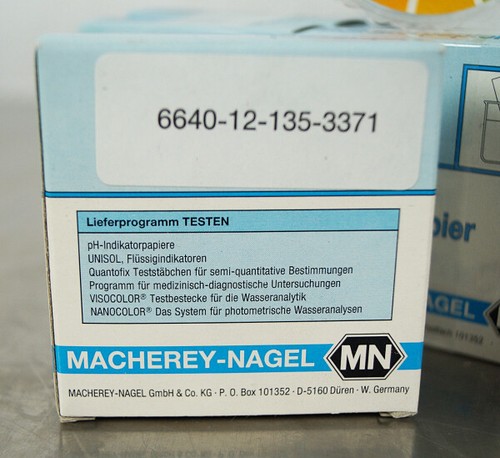 6640-12-135-3371
Lieferprogramm TESTEN
pH-Indikatorpapiere
UNISOL, Flüssigindikatoren
Quantofix Teststäbchen für semi-quantitative Bestimmungen
Programm für medizinisch-diagnostische Untersuchungen
VISOCOLOR® Testbestecke für die Wasseranalytik
NANOCOLOR® Das System für photometrische Wasseranalysen
MACHEREY-NAGEL MN
MACHEREY-NAGEL GmbH & Co. KG · P. O. Box 101352 · D-5160 Düren · W. Germany
pier
NAGEL
101352